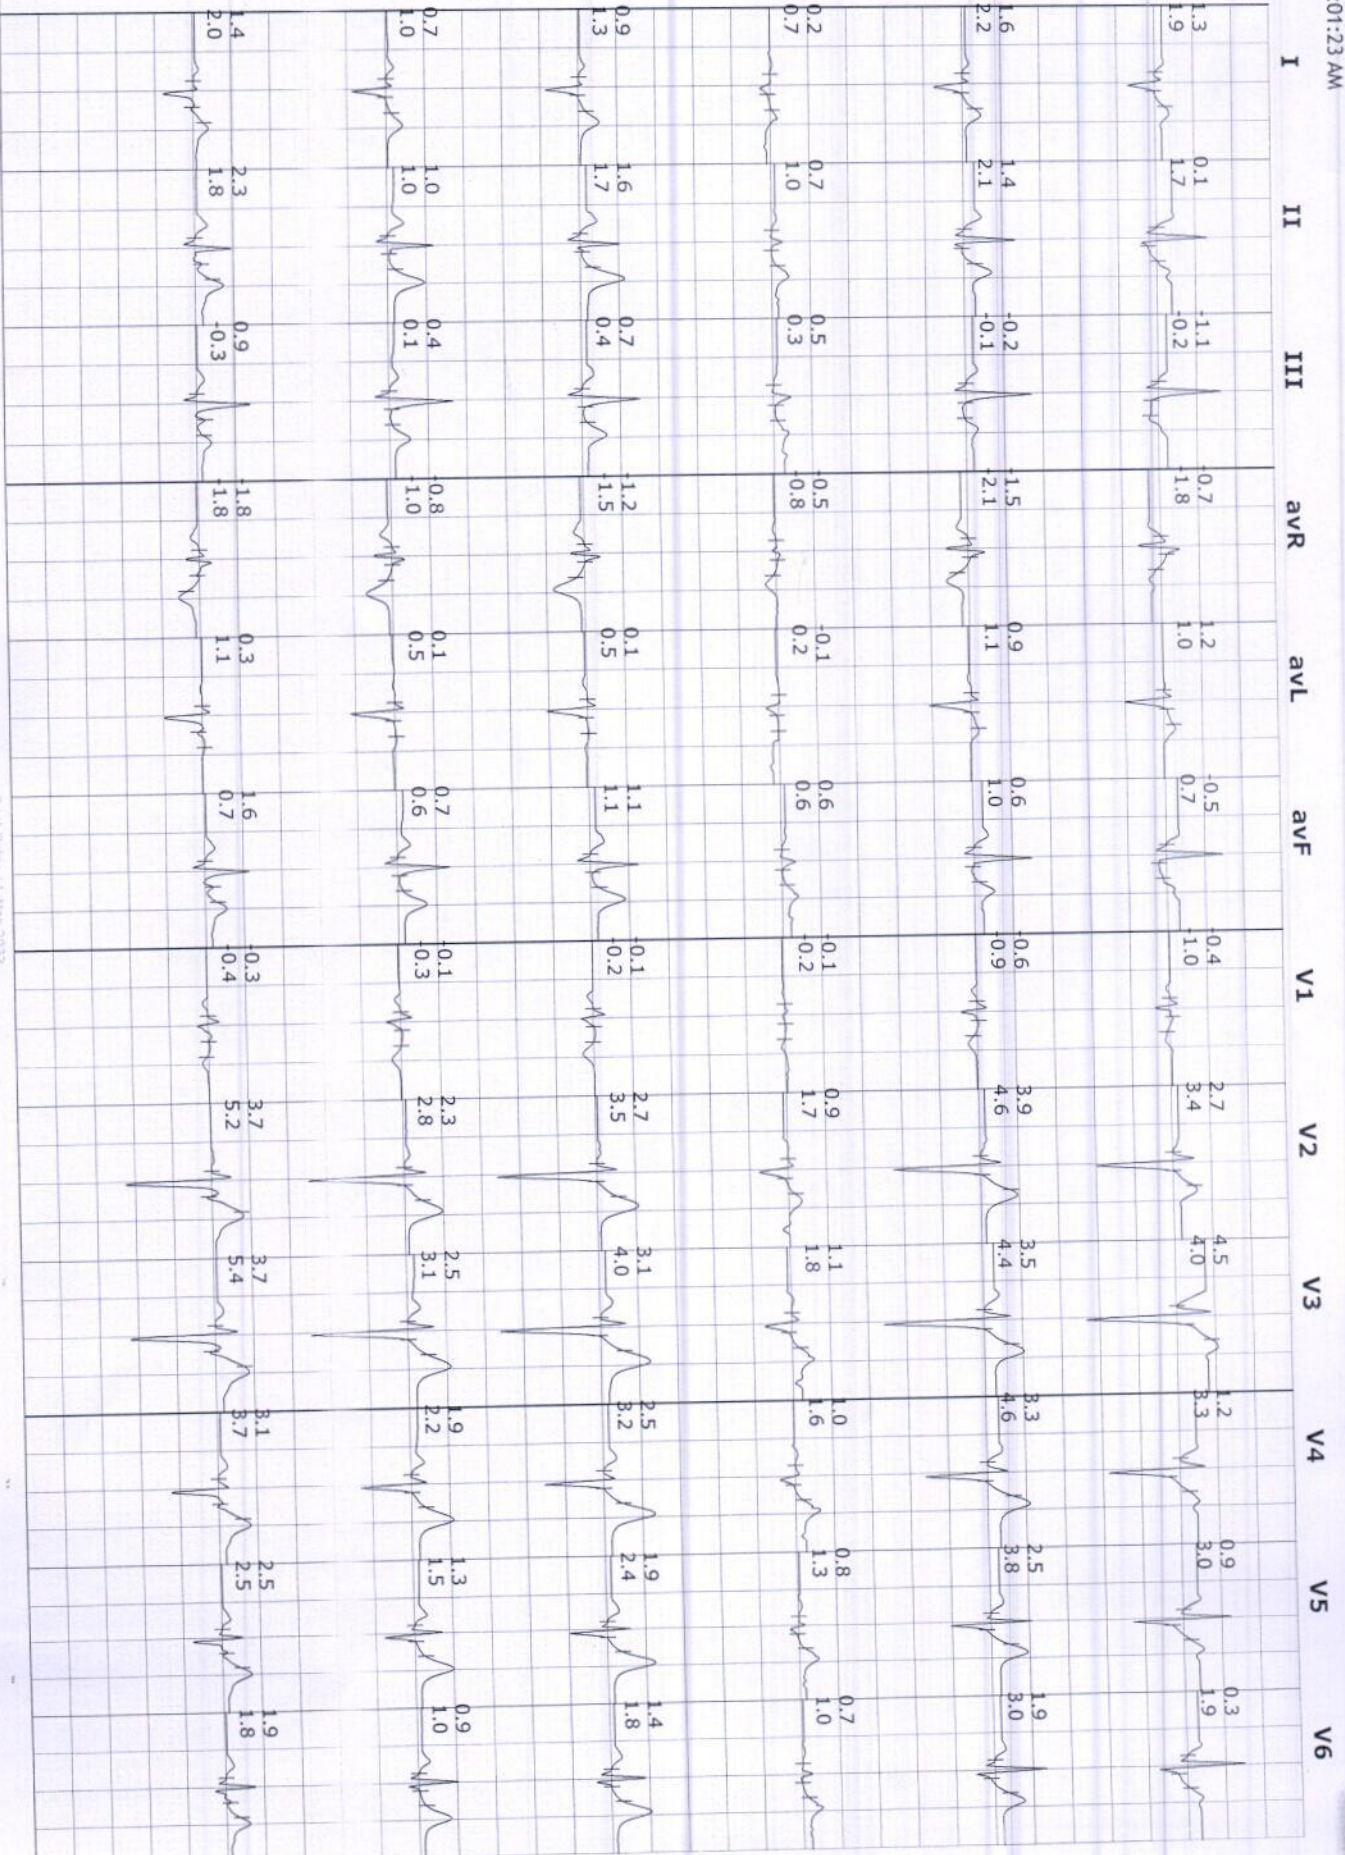 :01:23 AM
I II III avR avL avF V1 V2 V3 V4 V5 V6
1.3 0.1 -1.1 -0.7 1.2 -0.5 -0.4 2.7 4.5 1.2 0.9 0.3
1.9 1.7 -0.2 -1.8 1.0 0.7 -1.0 3.4 4.0 3.3 3.0 1.9
1.6 1.4 -0.2 -1.5 0.9 0.6 -0.6 3.9 3.5 3.3 2.5 1.9
2.2 2.1 -0.1 -2.1 1.1 1.0 -0.9 4.6 4.4 4.6 3.8 3.0
0.2 0.7 0.5 -0.5 -0.1 0.6 -0.1 0.9 1.1 1.0 0.8 0.7
0.7 1.0 0.3 -0.8 0.2 0.6 -0.2 1.7 1.8 1.6 1.3 1.0
0.9 1.6 0.7 -1.2 0.1 1.1 -0.1 2.7 3.1 2.5 1.9 1.4
1.3 1.7 0.4 -1.5 0.5 1.1 -0.2 3.5 4.0 3.2 2.4 1.8
0.7 1.0 0.4 -0.8 0.1 0.7 -0.1 2.3 2.5 1.9 1.3 0.9
1.0 1.0 0.1 -1.0 0.5 0.6 -0.3 2.8 3.1 2.2 1.5 1.0
1.4 2.3 0.9 -1.8 0.3 1.6 -0.3 3.7 3.7 3.1 2.5 1.9
2.0 1.8 -0.3 -1.8 1.1 0.7 -0.4 5.2 5.4 3.7 2.5 1.8